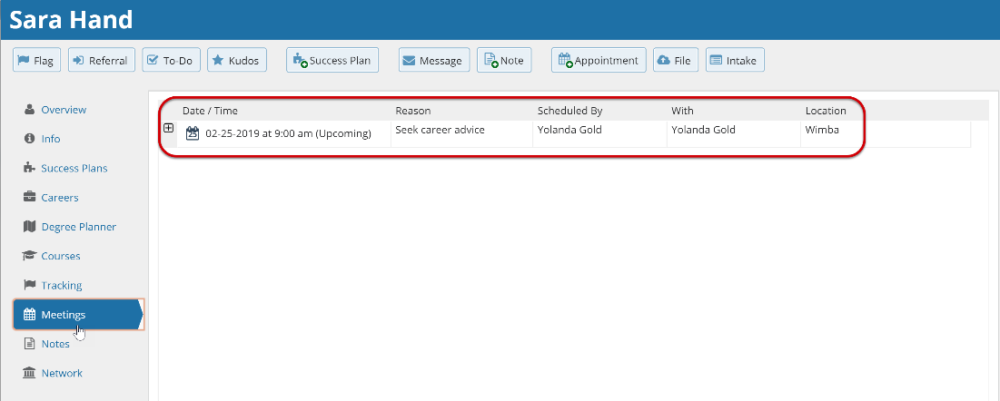 Sara Hand
Flag Referral To-Do Kudos Success Plan Message Note Appointment File Intake
Overview
Info
Success Plans
Careers
Degree Planner
Courses
Tracking
Meetings
Notes
Network
Date / Time Reason Scheduled By With Location
25 02-25-2019 at 9:00 am (Upcoming) Seek career advice Yolanda Gold Yolanda Gold Wimba